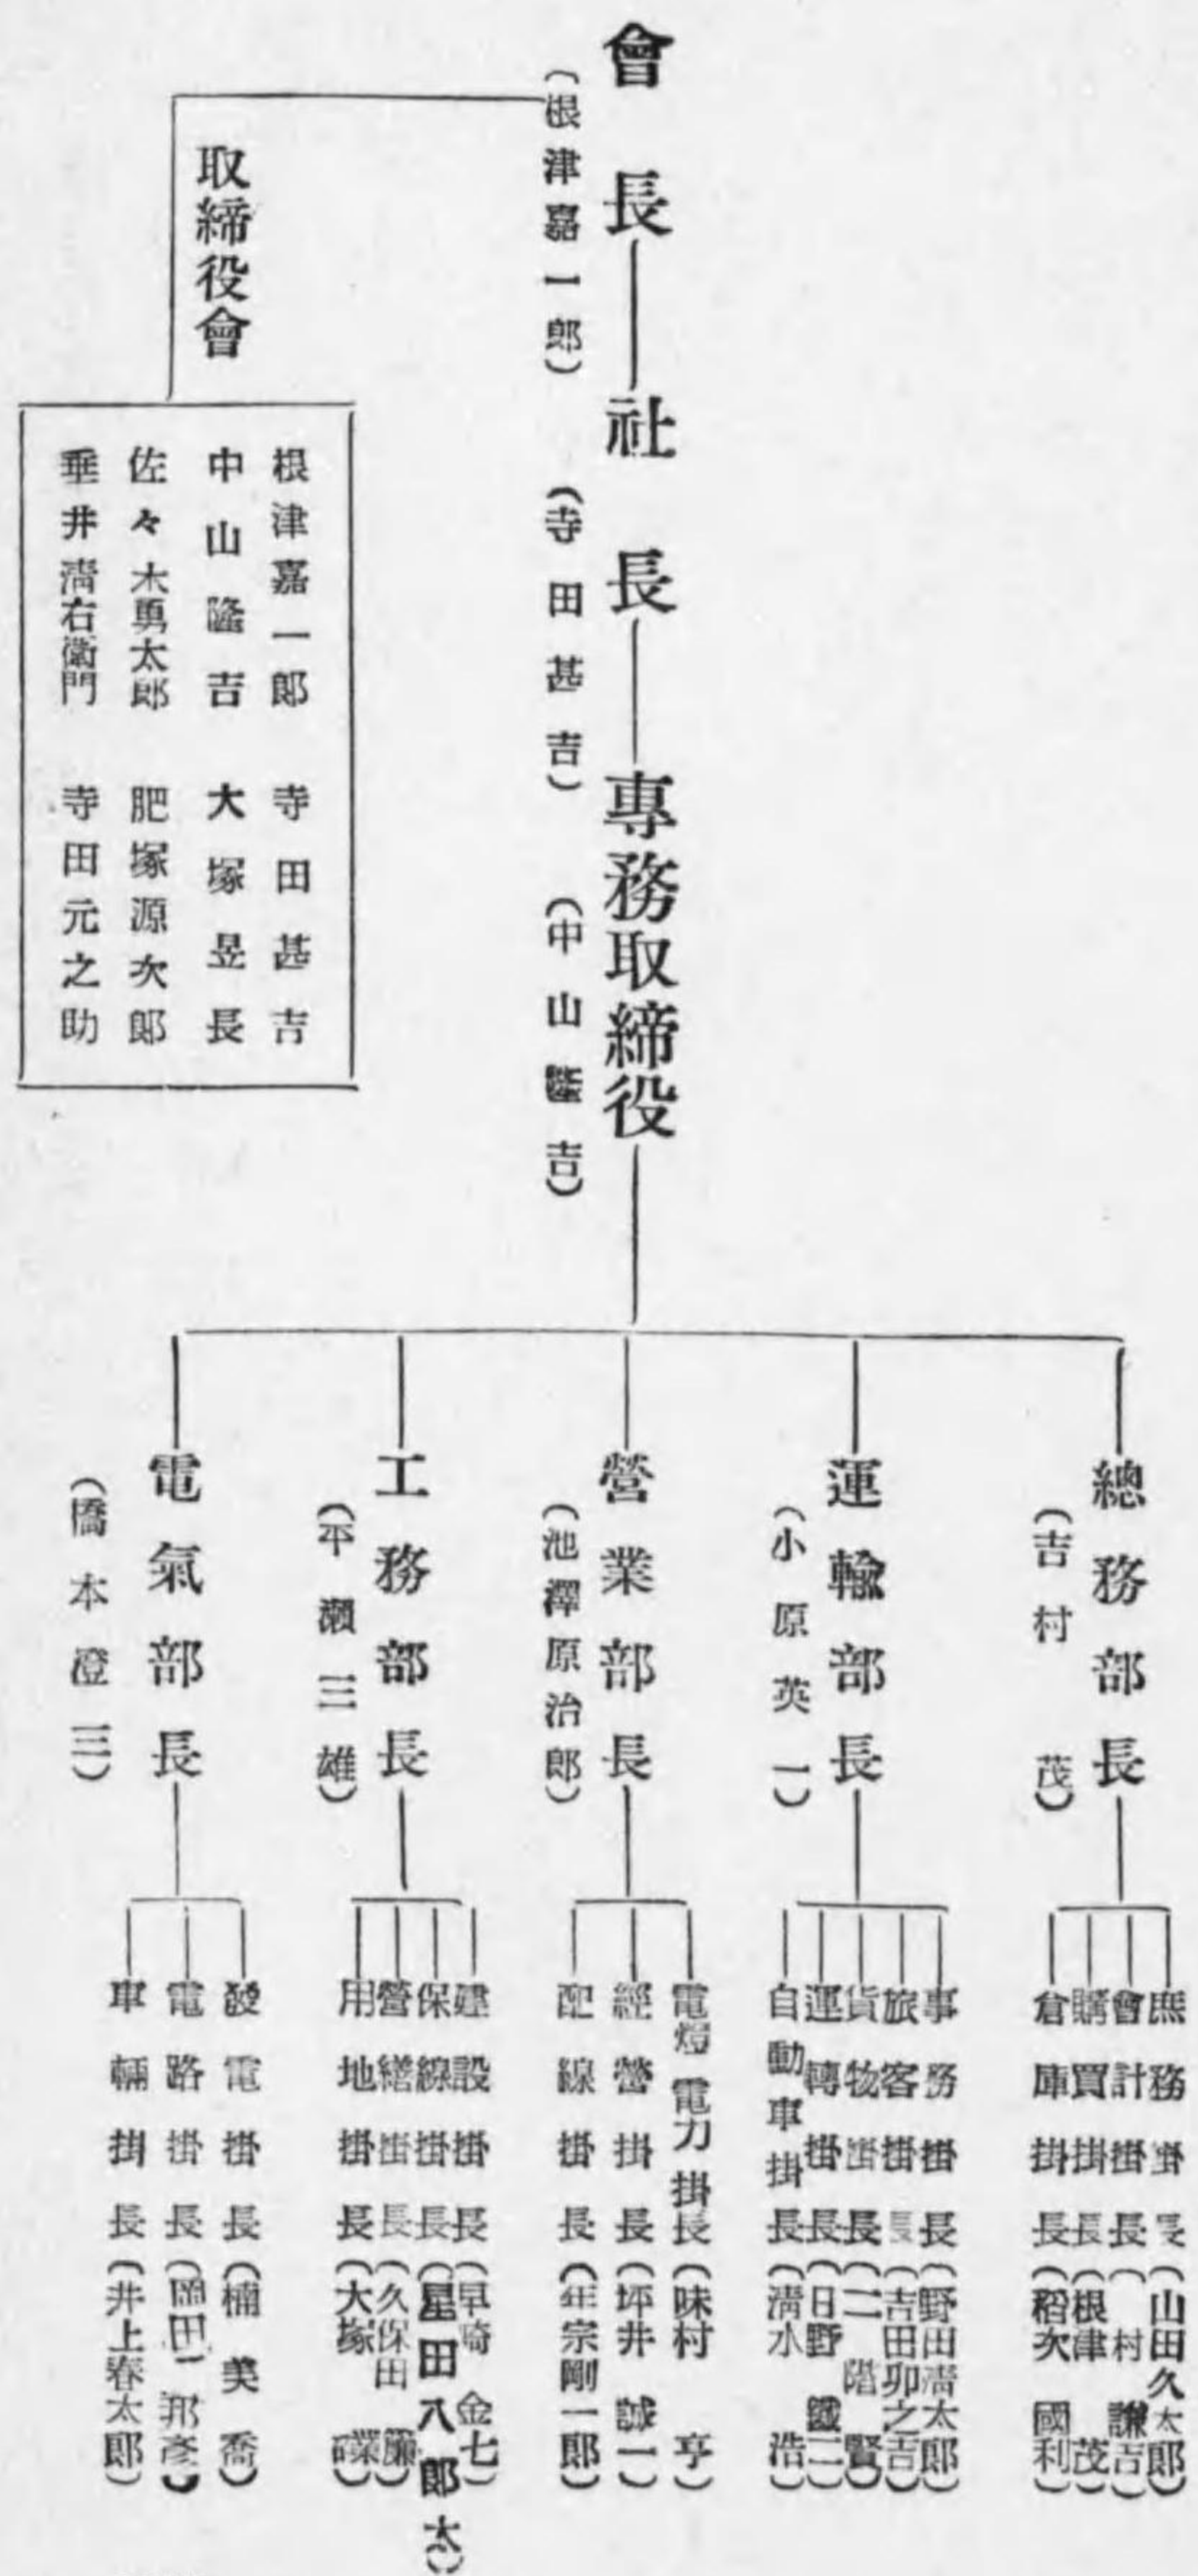 會長
(根津嘉一郎)
社長
(寺田甚吉)
專務取締役
(中山隆吉)
取締役會
根津嘉一郎 寺田甚吉
中山隆吉 大塚昱長
佐々木勇太郎 肥塚源次郎
垂井淸右衞門 寺田元之助
總務部長
(吉村茂)
庶務掛長(山田久太郎)
會計掛長(村謙吉)
購買掛長(根津茂)
倉庫掛長(稻次國利)
運輸部長
(小原英一)
事務掛長(野田淸太郎)
旅客掛長(吉田卯之吉)
貨物掛長(二階賢)
運轉掛長(日野鐵二)
自動車掛長(淸水浩)
營業部長
(池澤原治郎)
電燈電力掛長(味村亨)
經營掛長(坪井誠一)
配線掛長(年宗剛一郎)
工務部長
(平瀨三雄)
建設掛長(早崎金七)
保線掛長(星田八郎太)
營繕掛長(久保田)
用地掛長(大塚)
電氣部長
(橋本澄三)
發電掛長(楠美喬)
電路掛長(岡田一邦彥)
車輛掛長(井上春太郎)